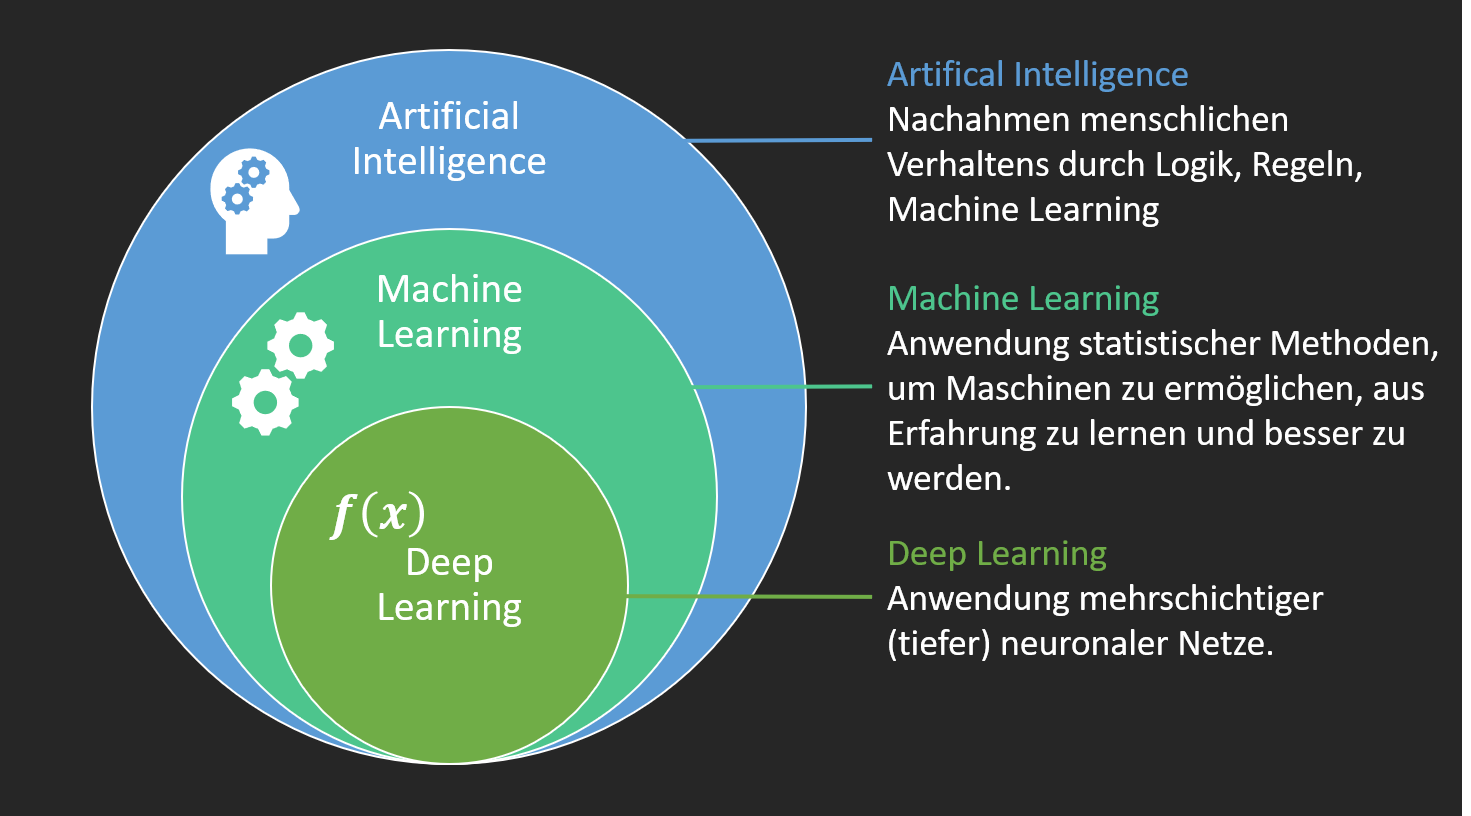 Artificial
Intelligence
Machine
Learning
f(x)
Deep
Learning
Artifical Intelligence
Nachahmen menschlichen
Verhaltens durch Logik, Regeln,
Machine Learning
Machine Learning
Anwendung statistischer Methoden,
um Maschinen zu ermöglichen, aus
Erfahrung zu lernen und besser zu
werden.
Deep Learning
Anwendung mehrschichtiger
(tiefer) neuronaler Netze.